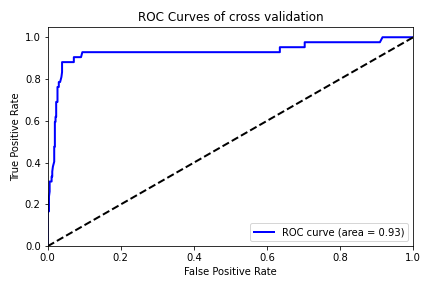 ROC Curves of cross validation
True Positive Rate
1.0
0.8
0.6
0.4
0.2
0.0
ROC curve (area = 0.93)
0.0 0.2 0.4 0.6 0.8 1.0
False Positive Rate